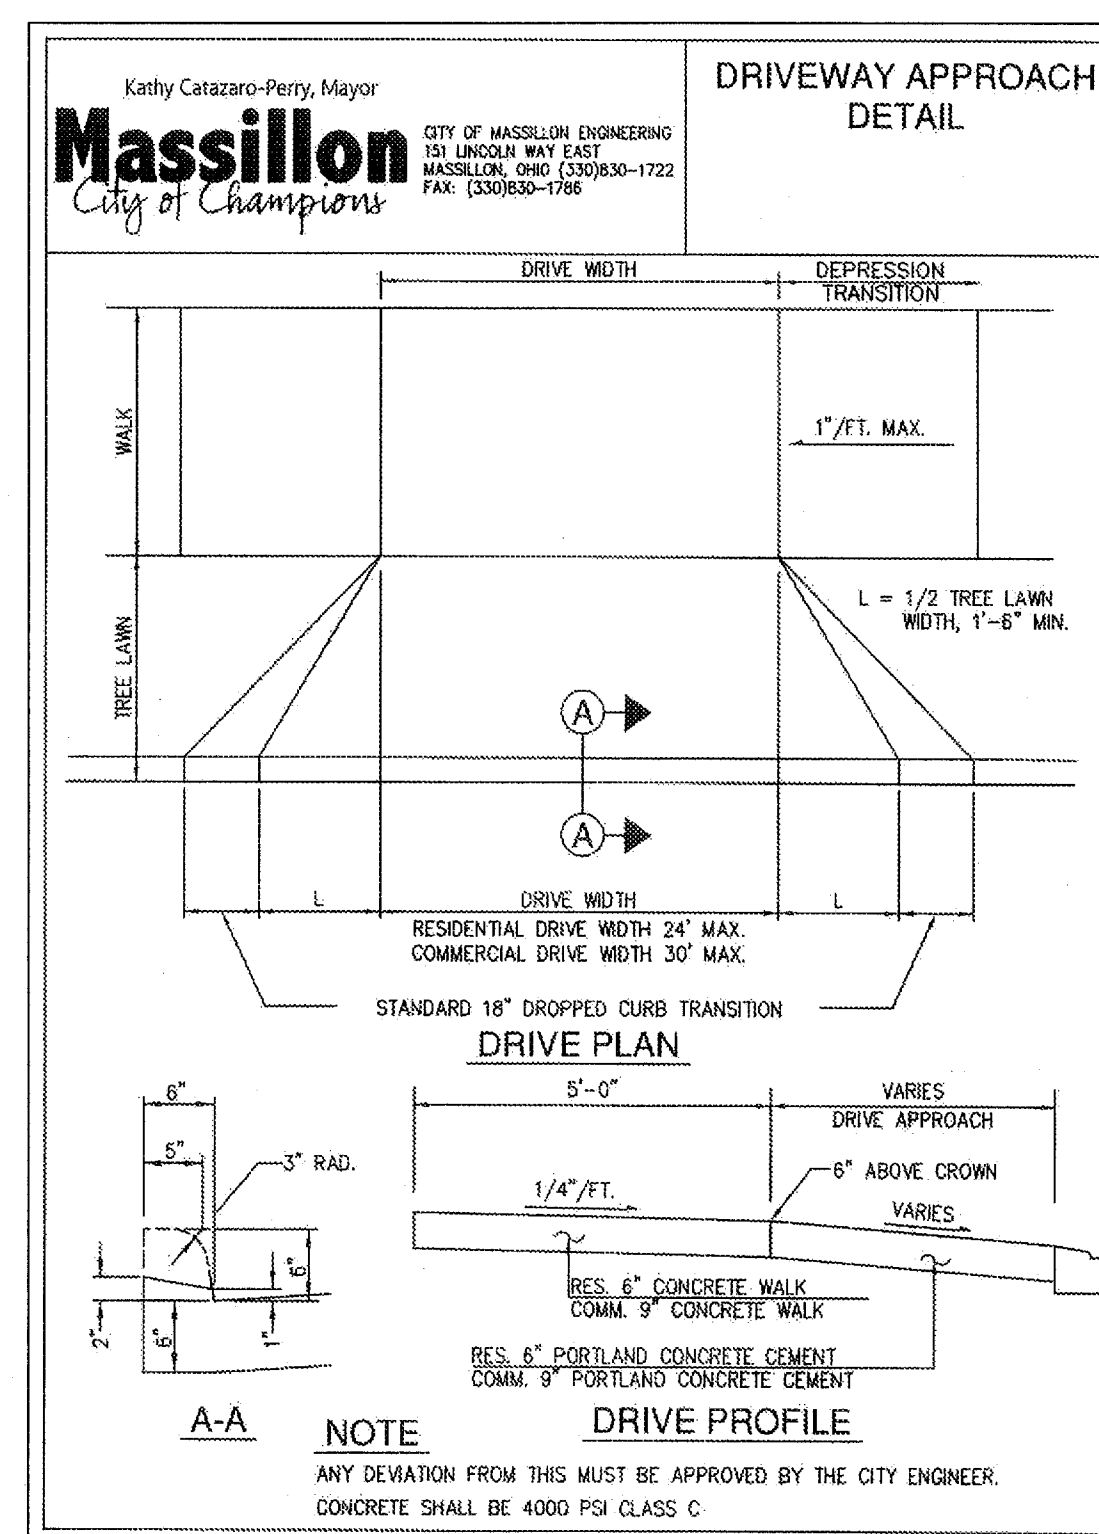 Kathy Catazaro-Perry, Mayor
Massillon
City of Champions
CITY OF MASSILLON ENGINEERING
151 LINCOLN WAY EAST
MASSILLON, OHIO (330)830-1722
FAX: (330)830-1786
DRIVEWAY APPROACH
DETAIL
DRIVE WIDTH
DEPRESSION
TRANSITION
WALK
1"/FT. MAX.
TREE LAWN
L = 1/2 TREE LAWN
WIDTH, 1'-6" MIN.
A
A
L
DRIVE WIDTH
L
RESIDENTIAL DRIVE WIDTH 24' MAX.
COMMERCIAL DRIVE WIDTH 30' MAX.
STANDARD 18" DROPPED CURB TRANSITION
DRIVE PLAN
6"
5"
3" RAD.
6"
2"
6"
1"
A-A
5'-0"
VARIES
DRIVE APPROACH
6" ABOVE CROWN
1/4"/FT.
VARIES
RES. 6" CONCRETE WALK
COMM. 9" CONCRETE WALK
RES. 6" PORTLAND CONCRETE CEMENT
COMM. 9" PORTLAND CONCRETE CEMENT
DRIVE PROFILE
NOTE
ANY DEVIATION FROM THIS MUST BE APPROVED BY THE CITY ENGINEER.
CONCRETE SHALL BE 4000 PSI CLASS C